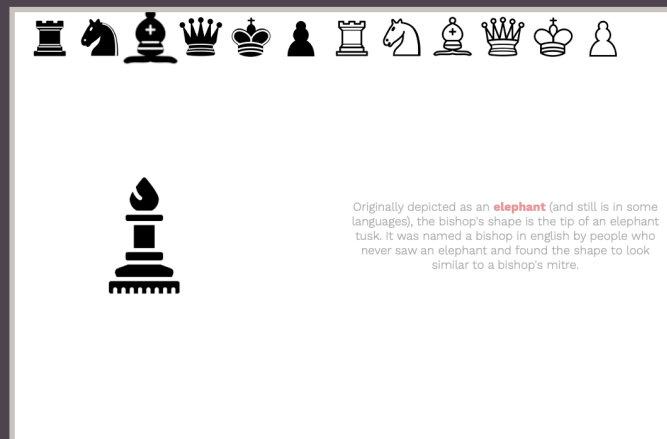 Originally depicted as an elephant (and still is in some
languages), the bishop's shape is the tip of an elephant
tusk. It was named a bishop in english by people who
never saw an elephant and found the shape to look
similar to a bishop's mitre.